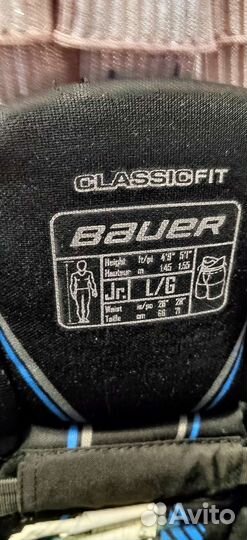 CLASSICFIT
BAUER
Height ft/pi 4'9" 5'1"
Hauteur m 1.45 1.55
Jr. L/G
Waist in/po 26" 28"
Taille cm 66 71
Avito